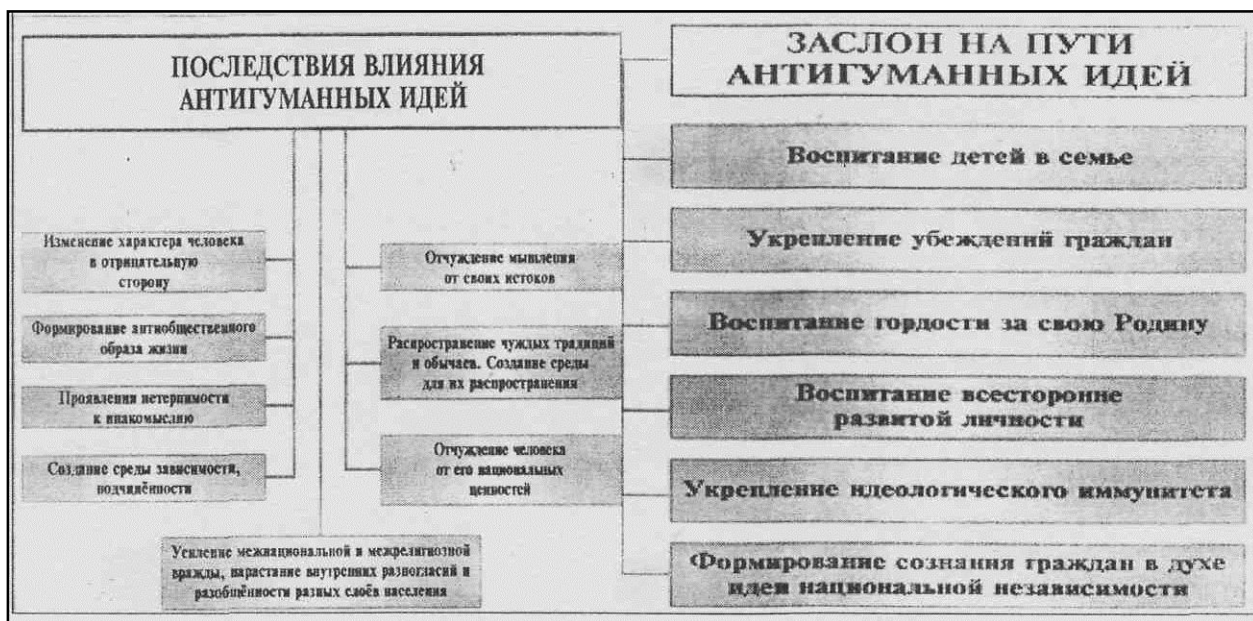 ПОСЛЕДСТВИЯ ВЛИЯНИЯ
АНТИГУМАННЫХ ИДЕЙ
Изменение характера человека
в отрицательную
сторону
Формирование антиобщественного
образа жизни
Проявления нетерпимости
к инакомыслию
Создание среды зависимости,
подчинённости
Отчуждение мышления
от своих истоков
Распространение чуждых традиций
и обычаев. Создание среды
для их распространения
Отчуждение человека
от его национальных
ценностей
Усиление межнациональной и межрелигиозной
вражды, нарастание внутренних разногласий и
разобщённости разных слоёв населения
ЗАСЛОН НА ПУТИ
АНТИГУМАННЫХ ИДЕЙ
Воспитание детей в семье
Укрепление убеждений граждан
Воспитание гордости за свою Родину
Воспитание всесторонне
развитой личности
Укрепление идеологического иммунитета
Формирование сознания граждан в духе
идеи национальной независимости